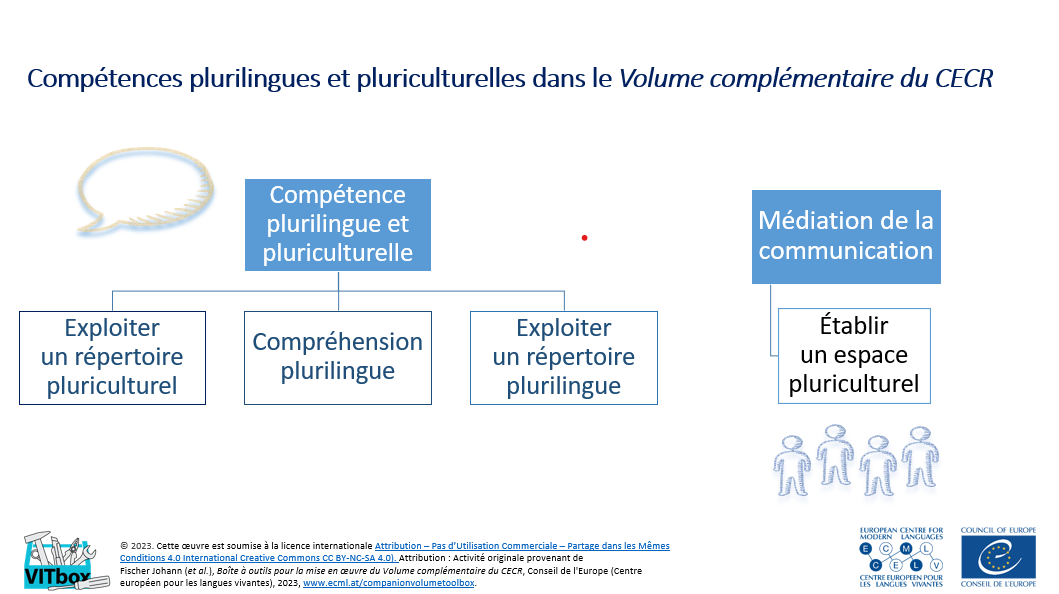 Compétences plurilingues et pluriculturelles dans le Volume complémentaire du CECR
Compétence
plurilingue et
pluriculturelle
Exploiter
un répertoire
pluriculturel
Compréhension
plurilingue
Exploiter
un répertoire
plurilingue
Médiation de la
communication
Établir
un espace
pluriculturel
VITbox
© 2023. Cette œuvre est soumise à la licence internationale Attribution – Pas d'Utilisation Commerciale – Partage dans les Mêmes
Conditions 4.0 International Creative Commons CC BY-NC-SA 4.0). Attribution : Activité originale provenant de
Fischer Johann (et al.), Boîte à outils pour la mise en œuvre du Volume complémentaire du CECR, Conseil de l'Europe (Centre
européen pour les langues vivantes), 2023, www.ecml.at/companionvolumetoolbox.
EUROPEAN CENTRE FOR
MODERN LANGUAGES
E C M L
C E L V
CENTRE EUROPEEN POUR
LES LANGUES VIVANTES
COUNCIL OF EUROPE
CONSEIL DE L'EUROPE